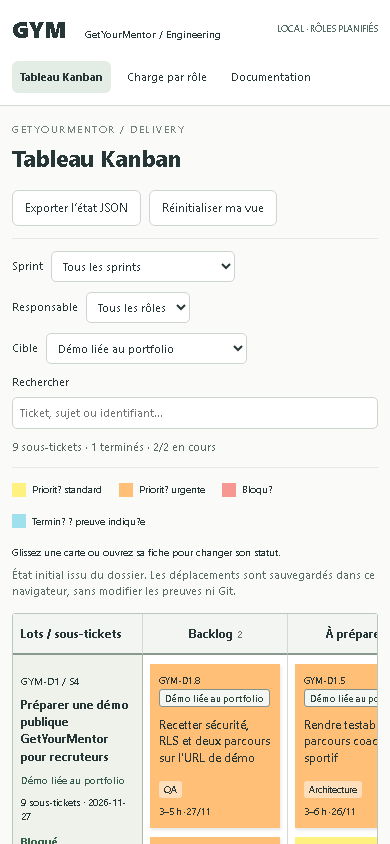 GYM GetYourMentor / Engineering LOCAL · RÔLES PLANIFIÉS
Tableau Kanban Charge par rôle Documentation
GETYOURMENTOR / DELIVERY
Tableau Kanban
Exporter l'état JSON Réinitialiser ma vue
Sprint Tous les sprints
Responsable Tous les rôles
Cible Démo liée au portfolio
Rechercher
Ticket, sujet ou identifiant...
9 sous-tickets · 1 terminés · 2/2 en cours
Priorit? standard Priorit? urgente Bloqu?
Termin? ? preuve indiqu?e
Glissez une carte ou ouvrez sa fiche pour changer son statut.
État initial issu du dossier. Les déplacements sont sauvegardés dans ce
navigateur, sans modifier les preuves ni Git.
Lots / sous-tickets Backlog 2 À prépare
GYM-D1 / S4
Préparer une démo
publique
GetYourMentor
pour recruteurs
Démo liée au portfolio
9 sous-tickets · 2026-11-
27
Bloqué
GYM-D1.8
Démo liée au portfolio
Recetter sécurité,
RLS et deux parcours
sur l'URL de démo
QA
3–5 h · 27/11
GYM-D1.5
Démo liée au po
Rendre testab
parcours coac
sportif
Architecture
3–6 h · 26/11